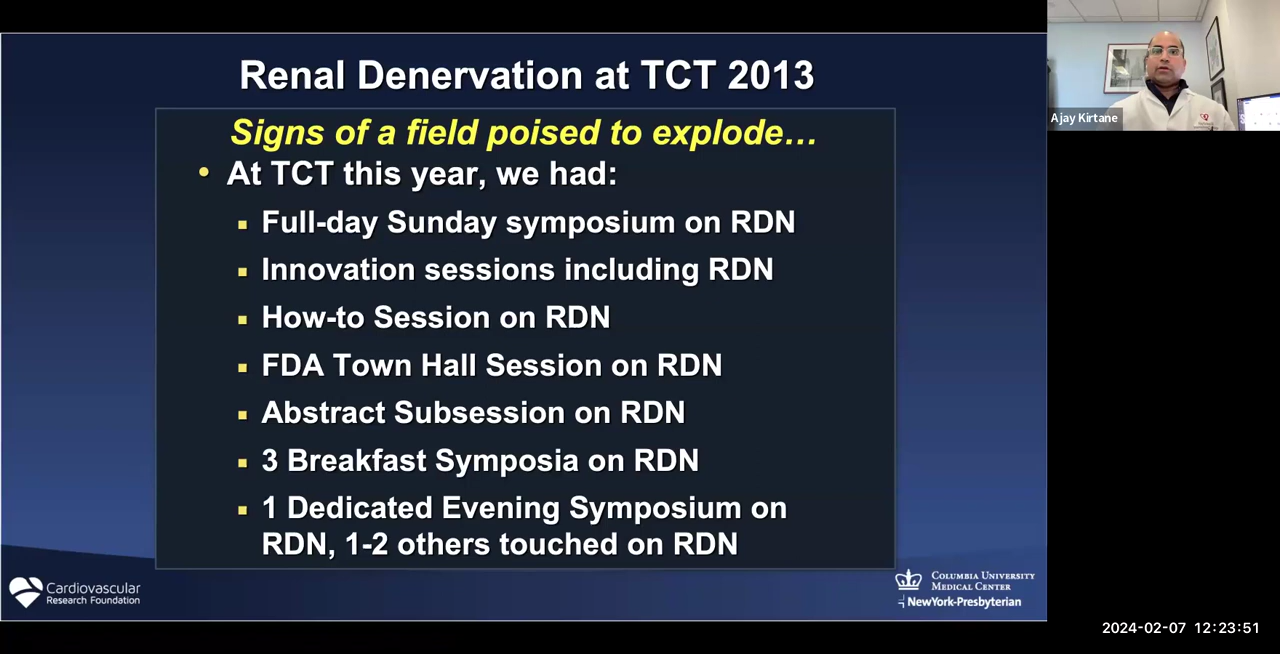 Renal Denervation at TCT 2013
Signs of a field poised to explode…
• At TCT this year, we had:
▪ Full-day Sunday symposium on RDN
▪ Innovation sessions including RDN
▪ How-to Session on RDN
▪ FDA Town Hall Session on RDN
▪ Abstract Subsession on RDN
▪ 3 Breakfast Symposia on RDN
▪ 1 Dedicated Evening Symposium on
RDN, 1-2 others touched on RDN
Cardiovascular
Research Foundation
COLUMBIA UNIVERSITY
MEDICAL CENTER
NewYork-Presbyterian
Ajay Kirtane
2024-02-07 12:23:51